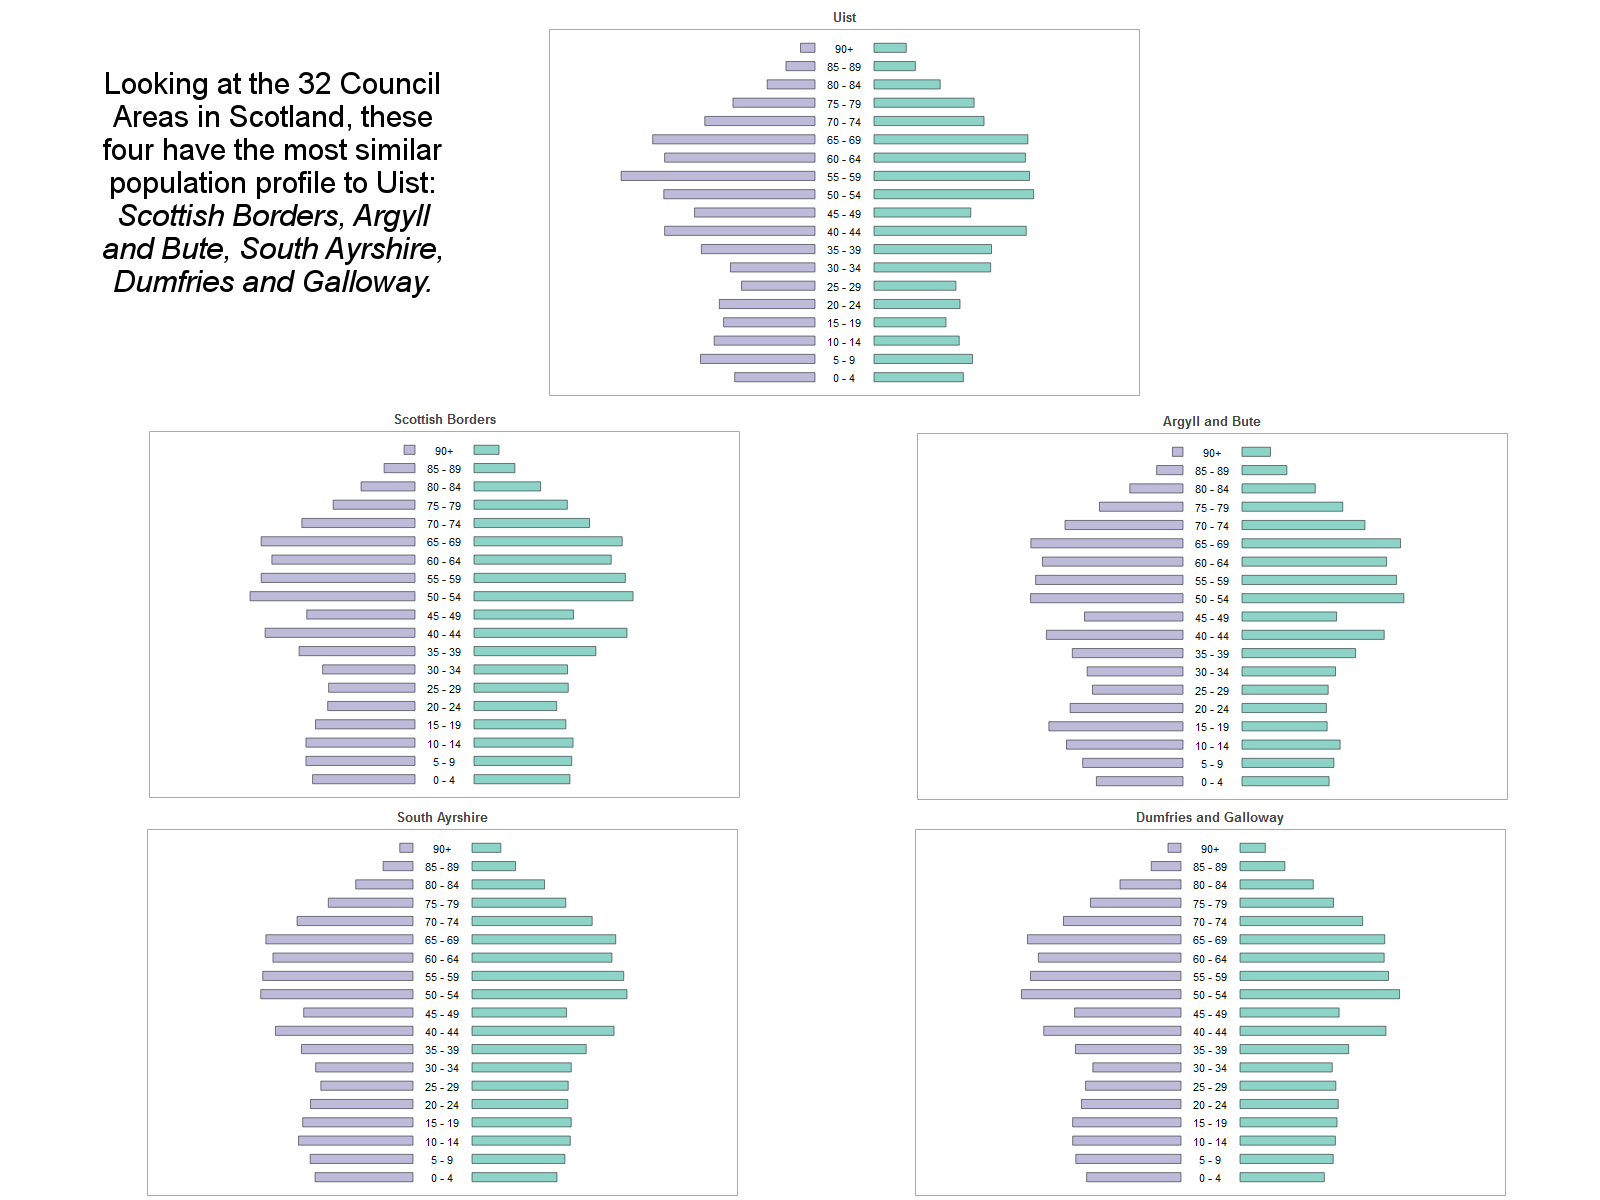 Looking at the 32 Council
Areas in Scotland, these
four have the most similar
population profile to Uist:
Scottish Borders, Argyll
and Bute, South Ayrshire,
Dumfries and Galloway.
Uist
90+
85 - 89
80 - 84
75 - 79
70 - 74
65 - 69
60 - 64
55 - 59
50 - 54
45 - 49
40 - 44
35 - 39
30 - 34
25 - 29
20 - 24
15 - 19
10 - 14
5 - 9
0 - 4
Scottish Borders
90+
85 - 89
80 - 84
75 - 79
70 - 74
65 - 69
60 - 64
55 - 59
50 - 54
45 - 49
40 - 44
35 - 39
30 - 34
25 - 29
20 - 24
15 - 19
10 - 14
5 - 9
0 - 4
Argyll and Bute
90+
85 - 89
80 - 84
75 - 79
70 - 74
65 - 69
60 - 64
55 - 59
50 - 54
45 - 49
40 - 44
35 - 39
30 - 34
25 - 29
20 - 24
15 - 19
10 - 14
5 - 9
0 - 4
South Ayrshire
90+
85 - 89
80 - 84
75 - 79
70 - 74
65 - 69
60 - 64
55 - 59
50 - 54
45 - 49
40 - 44
35 - 39
30 - 34
25 - 29
20 - 24
15 - 19
10 - 14
5 - 9
0 - 4
Dumfries and Galloway
90+
85 - 89
80 - 84
75 - 79
70 - 74
65 - 69
60 - 64
55 - 59
50 - 54
45 - 49
40 - 44
35 - 39
30 - 34
25 - 29
20 - 24
15 - 19
10 - 14
5 - 9
0 - 4